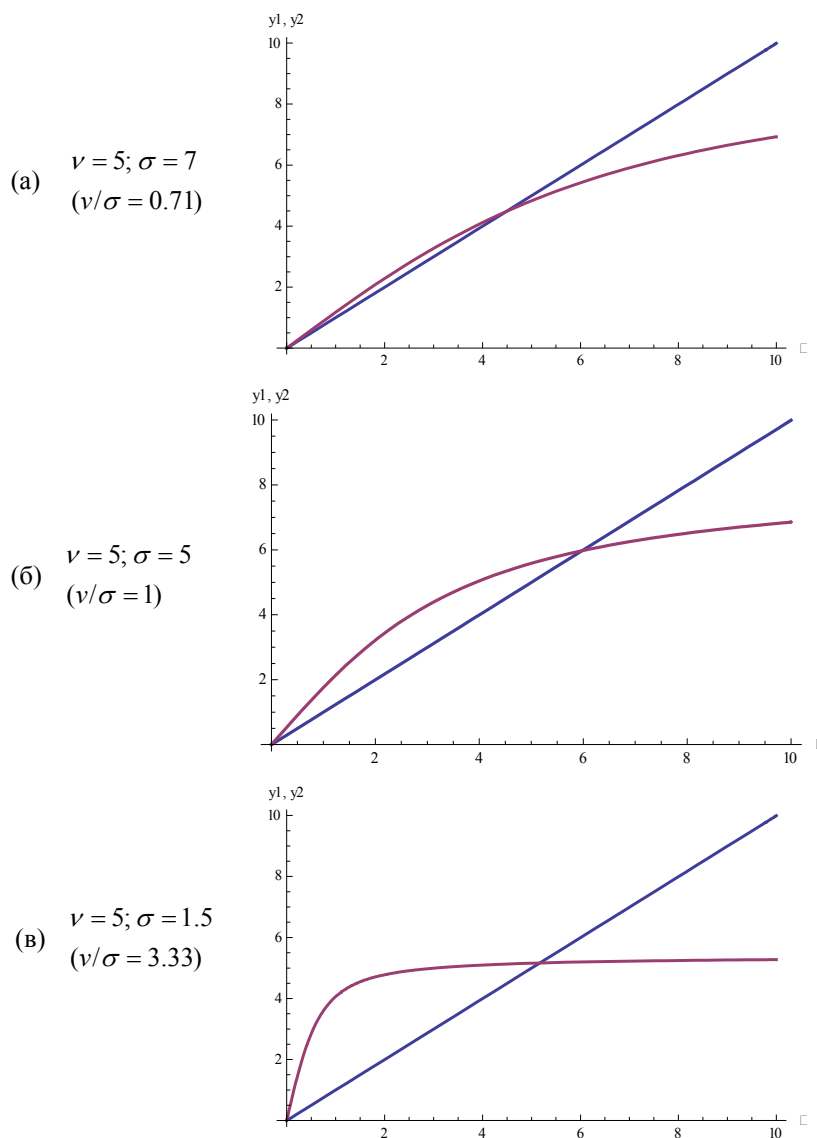 y1, y2
10
8
6
4
2
2 4 6 8 10
(а)
ν = 5; σ = 7
(ν/σ = 0.71)
y1, y2
10
8
6
4
2
2 4 6 8 10
(б)
ν = 5; σ = 5
(ν/σ = 1)
y1, y2
10
8
6
4
2
2 4 6 8 10
(в)
ν = 5; σ = 1.5
(ν/σ = 3.33)